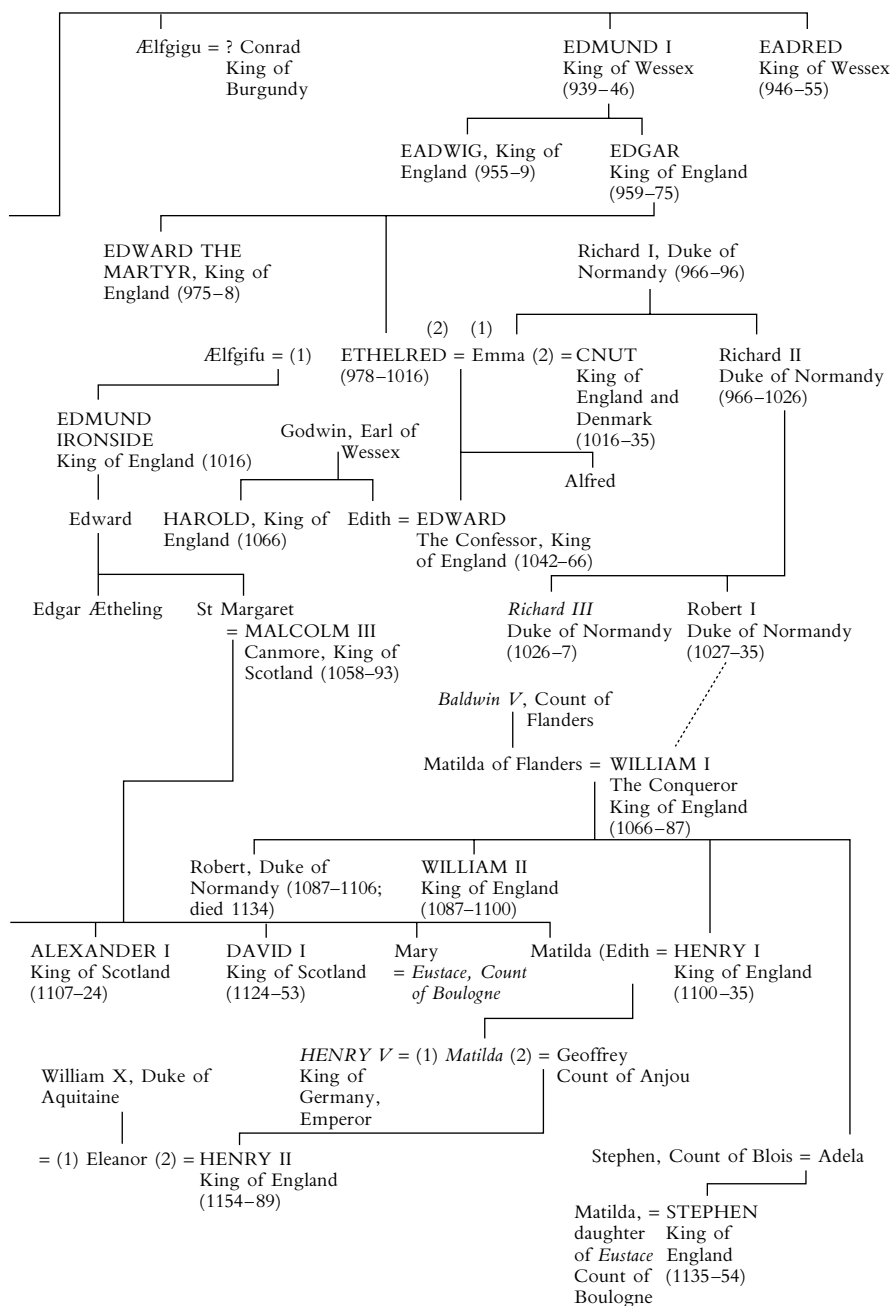 Ælfgigu = ? Conrad
King of
Burgundy
EDMUND I
King of Wessex
(939–46)
EADRED
King of Wessex
(946–55)
EADWIG, King of
England (955–9)
EDGAR
King of England
(959–75)
EDWARD THE
MARTYR, King of
England (975–8)
Richard I, Duke of
Normandy (966–96)
(2) (1)
Ælfgifu = (1) ETHELRED = Emma (2) = CNUT
(978–1016)
King of
England and
Denmark
(1016–35)
Richard II
Duke of Normandy
(966–1026)
EDMUND
IRONSIDE
King of England (1016)
Godwin, Earl of
Wessex
Alfred
Edward
HAROLD, King of
England (1066)
Edith = EDWARD
The Confessor, King
of England (1042–66)
Edgar Ætheling
St Margaret
= MALCOLM III
Canmore, King of
Scotland (1058–93)
Richard III
Duke of Normandy
(1026–7)
Robert I
Duke of Normandy
(1027–35)
Baldwin V, Count of
Flanders
Matilda of Flanders = WILLIAM I
The Conqueror
King of England
(1066–87)
Robert, Duke of
Normandy (1087–1106;
died 1134)
WILLIAM II
King of England
(1087–1100)
ALEXANDER I
King of Scotland
(1107–24)
DAVID I
King of Scotland
(1124–53)
Mary
= Eustace, Count
of Boulogne
Matilda (Edith = HENRY I
King of England
(1100–35)
HENRY V = (1) Matilda (2) = Geoffrey
King of
Germany,
Emperor
Count of Anjou
William X, Duke of
Aquitaine
= (1) Eleanor (2) = HENRY II
King of England
(1154–89)
Stephen, Count of Blois = Adela
Matilda, = STEPHEN
daughter King of
of Eustace England
Count of (1135–54)
Boulogne